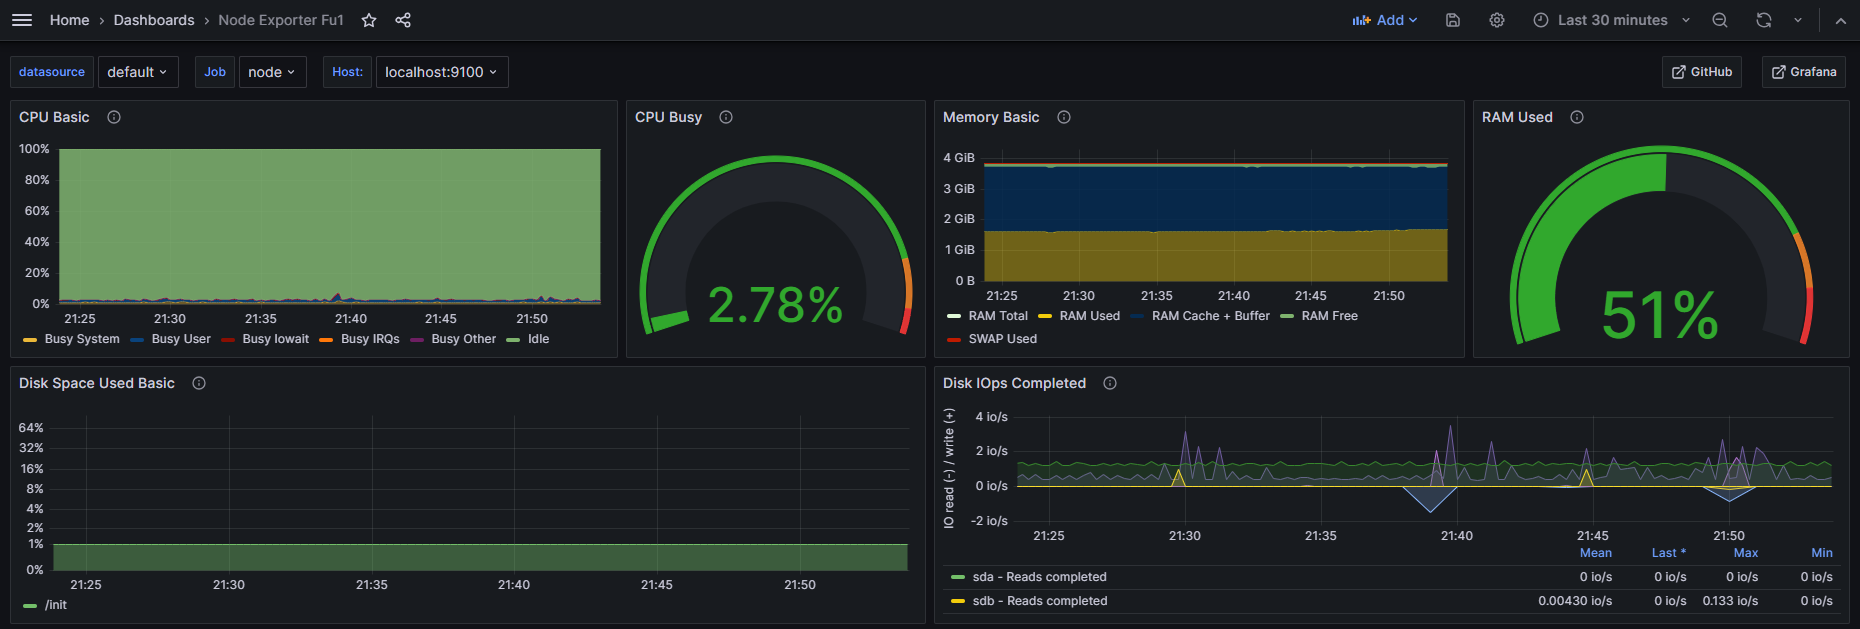 Home › Dashboards › Node Exporter Fu1
Add
Last 30 minutes
datasource default Job node Host: localhost:9100
GitHub Grafana
CPU Basic
100%
80%
60%
40%
20%
0%
21:25 21:30 21:35 21:40 21:45 21:50
Busy System Busy User Busy Iowait Busy IRQs Busy Other Idle
CPU Busy
2.78%
Memory Basic
4 GiB
3 GiB
2 GiB
1 GiB
0 B
21:25 21:30 21:35 21:40 21:45 21:50
RAM Total RAM Used RAM Cache + Buffer RAM Free
SWAP Used
RAM Used
51%
Disk Space Used Basic
64%
32%
16%
8%
4%
2%
1%
0%
21:25 21:30 21:35 21:40 21:45 21:50
/init
Disk IOps Completed
IO read (-) / write (+)
4 io/s
2 io/s
0 io/s
-2 io/s
21:25 21:30 21:35 21:40 21:45 21:50
Mean Last * Max Min
sda - Reads completed 0 io/s 0 io/s 0 io/s 0 io/s
sdb - Reads completed 0.00430 io/s 0 io/s 0.133 io/s 0 io/s